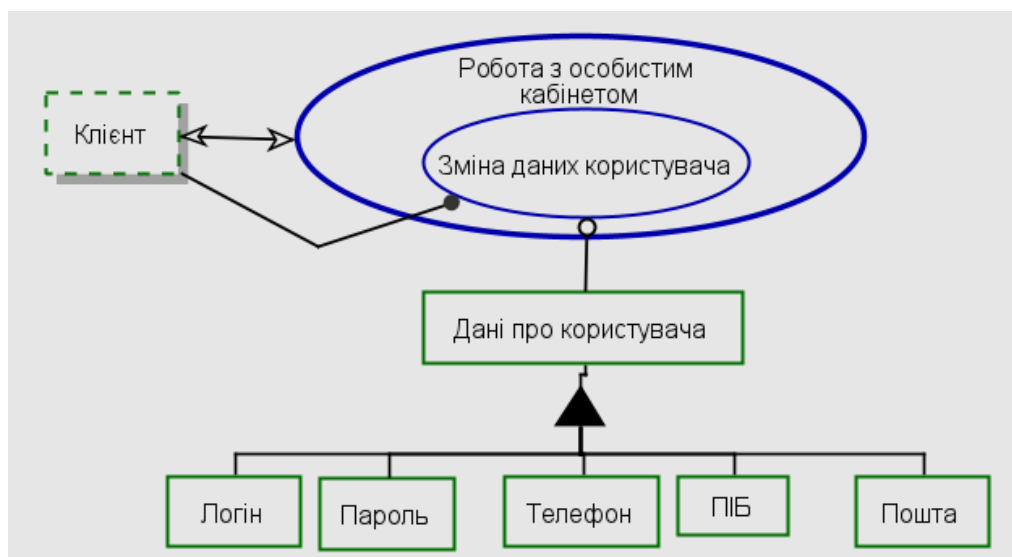 Робота з особистим
кабінетом
Клієнт
Зміна даних користувача
Дані про користувача
Логін
Пароль
Телефон
ПІБ
Пошта